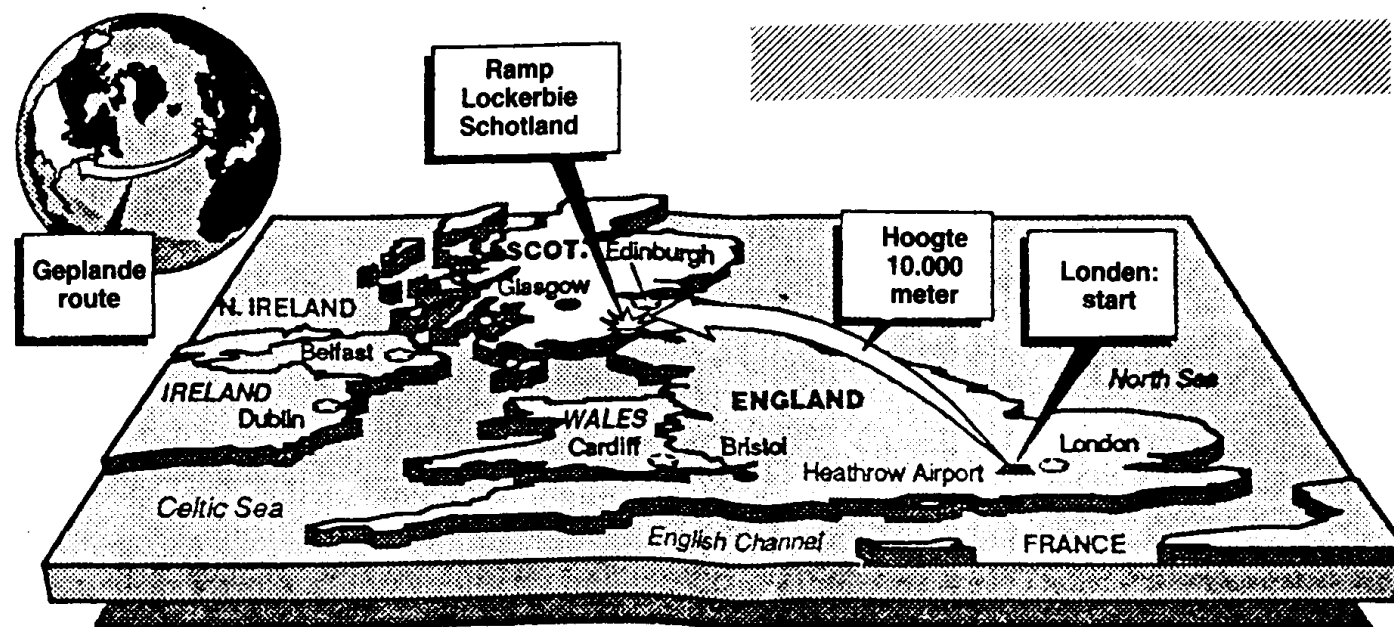 Ramp
Lockerbie
Schotland
Geplande
route
Hoogte
10.000
meter
Londen:
start
SCOT.
Edinburgh
Glasgow
N. IRELAND
Belfast
IRELAND
Dublin
WALES
Cardiff
Bristol
ENGLAND
North Sea
London
Heathrow Airport
Celtic Sea
English Channel
FRANCE